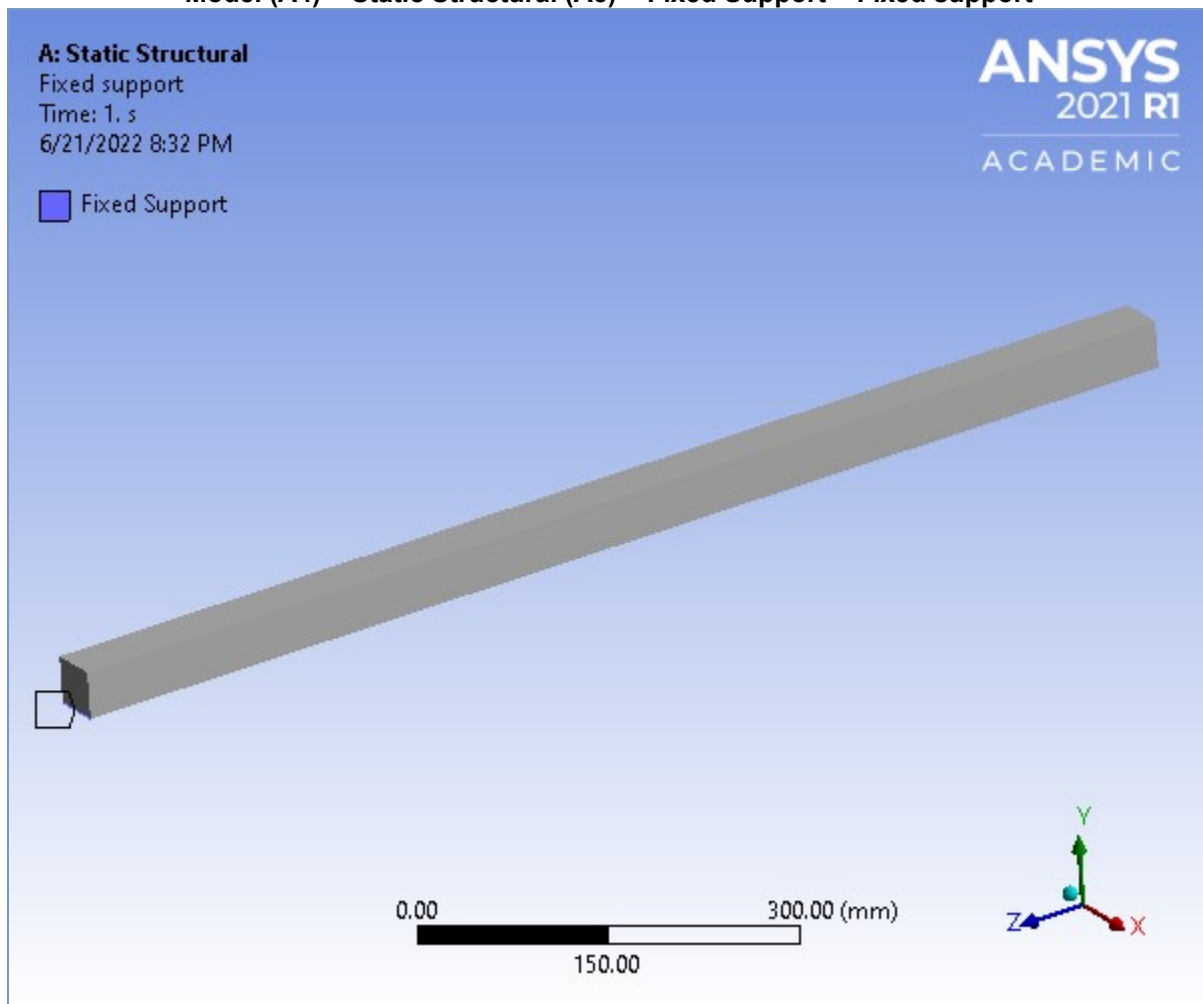 A: Static Structural
Fixed support
Time: 1. s
6/21/2022 8:32 PM
Fixed Support
ANSYS
2021 R1
ACADEMIC
0.00
300.00 (mm)
150.00
Y
Z
X